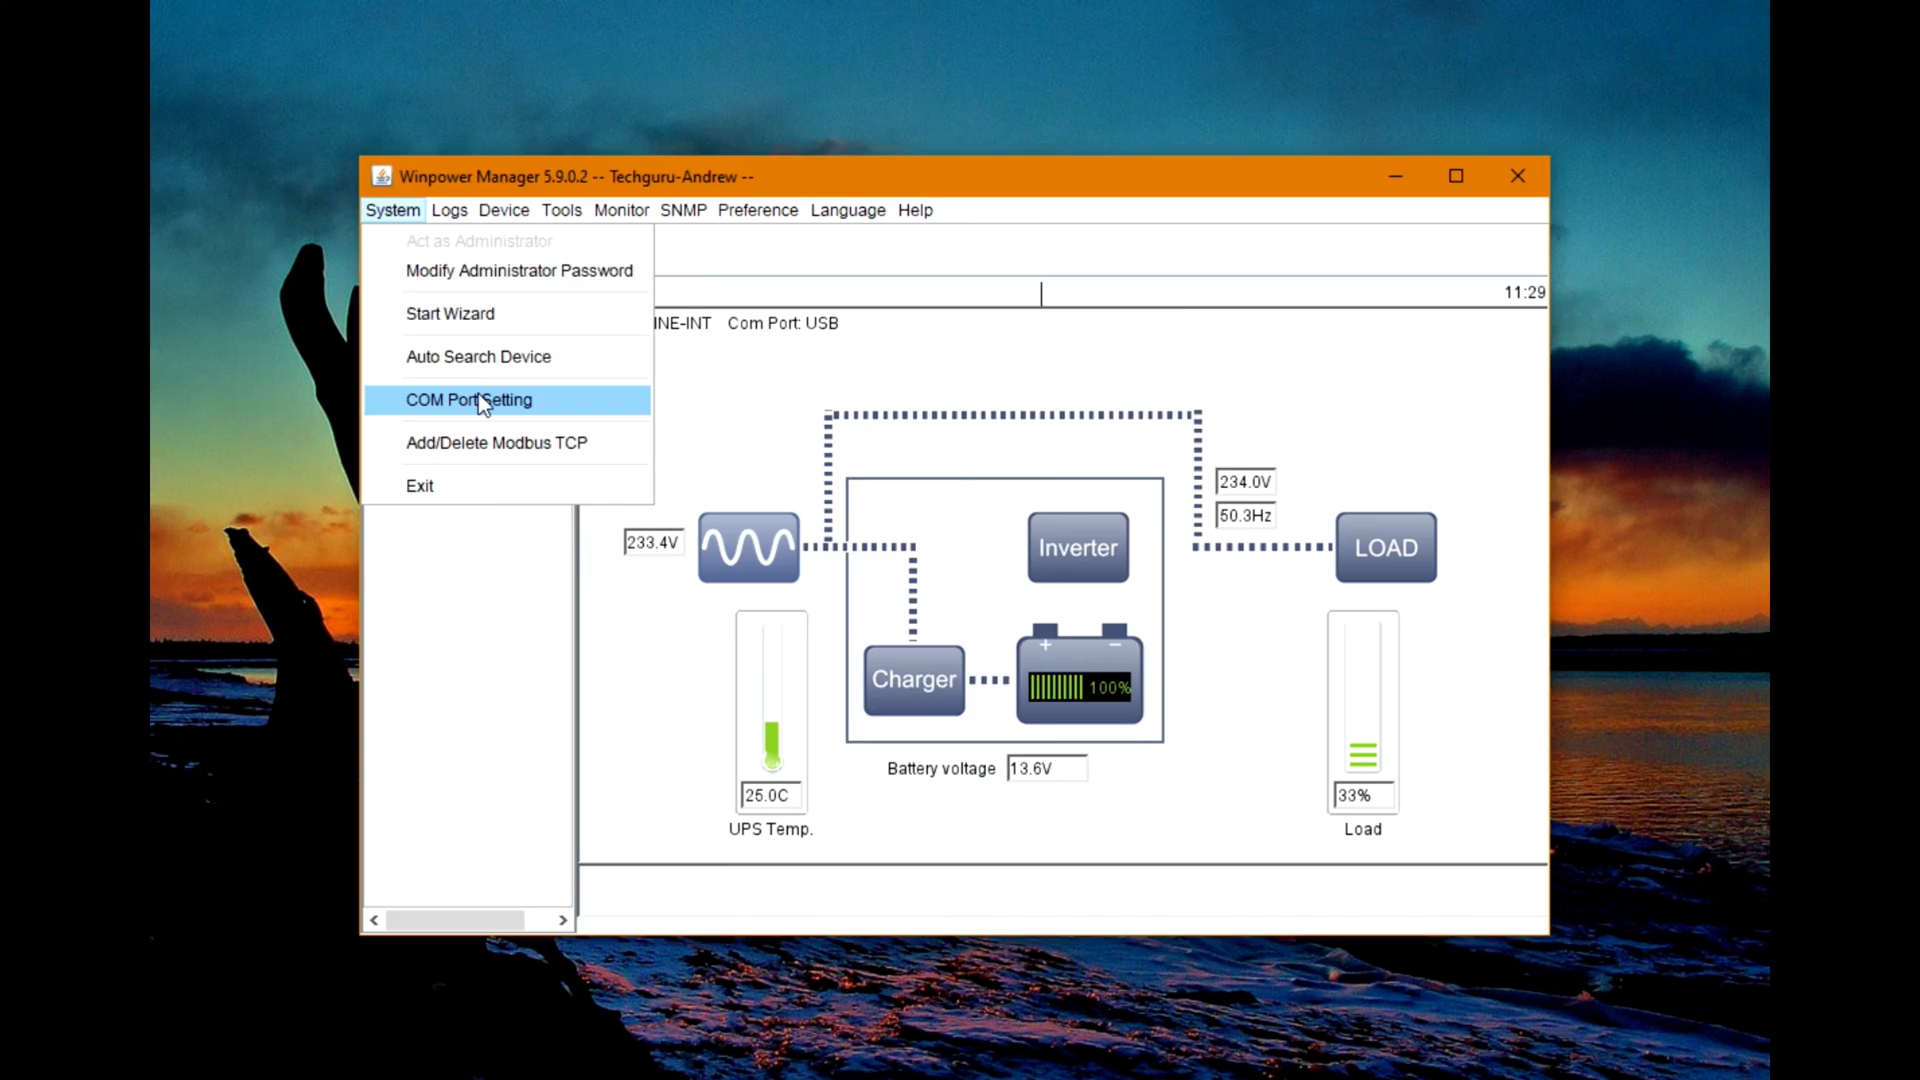 Winpower Manager 5.9.0.2 -- Techguru-Andrew --
System Logs Device Tools Monitor SNMP Preference Language Help
Act as Administrator
Modify Administrator Password
Start Wizard
Auto Search Device
COM Port Setting
Add/Delete Modbus TCP
Exit
11:29
INE-INT Com Port: USB
234.0V
50.3Hz
233.4V
Inverter
LOAD
Charger
+ −
100%
Battery voltage 13.6V
25.0C
UPS Temp.
33%
Load